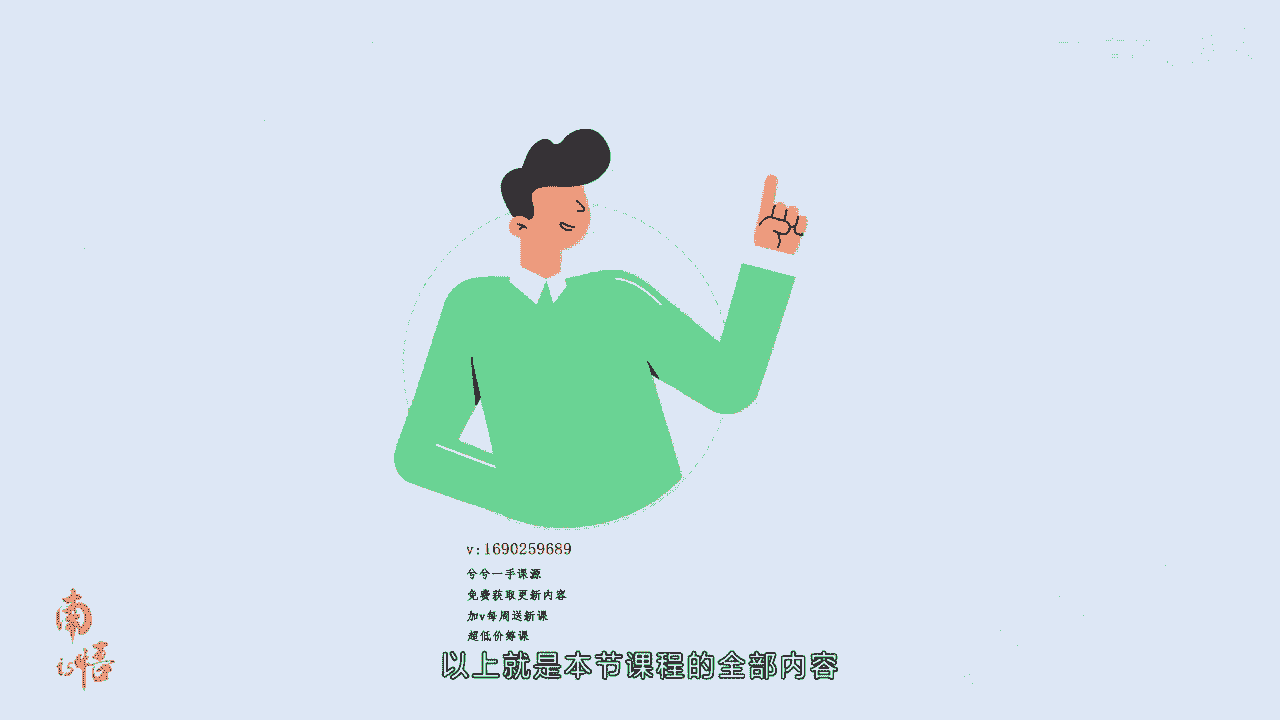 v:1690259689
兮兮一手课源
免费获取更新内容
加v每周送新课
超低价筹课
南
悟
以上就是本节课程的全部内容